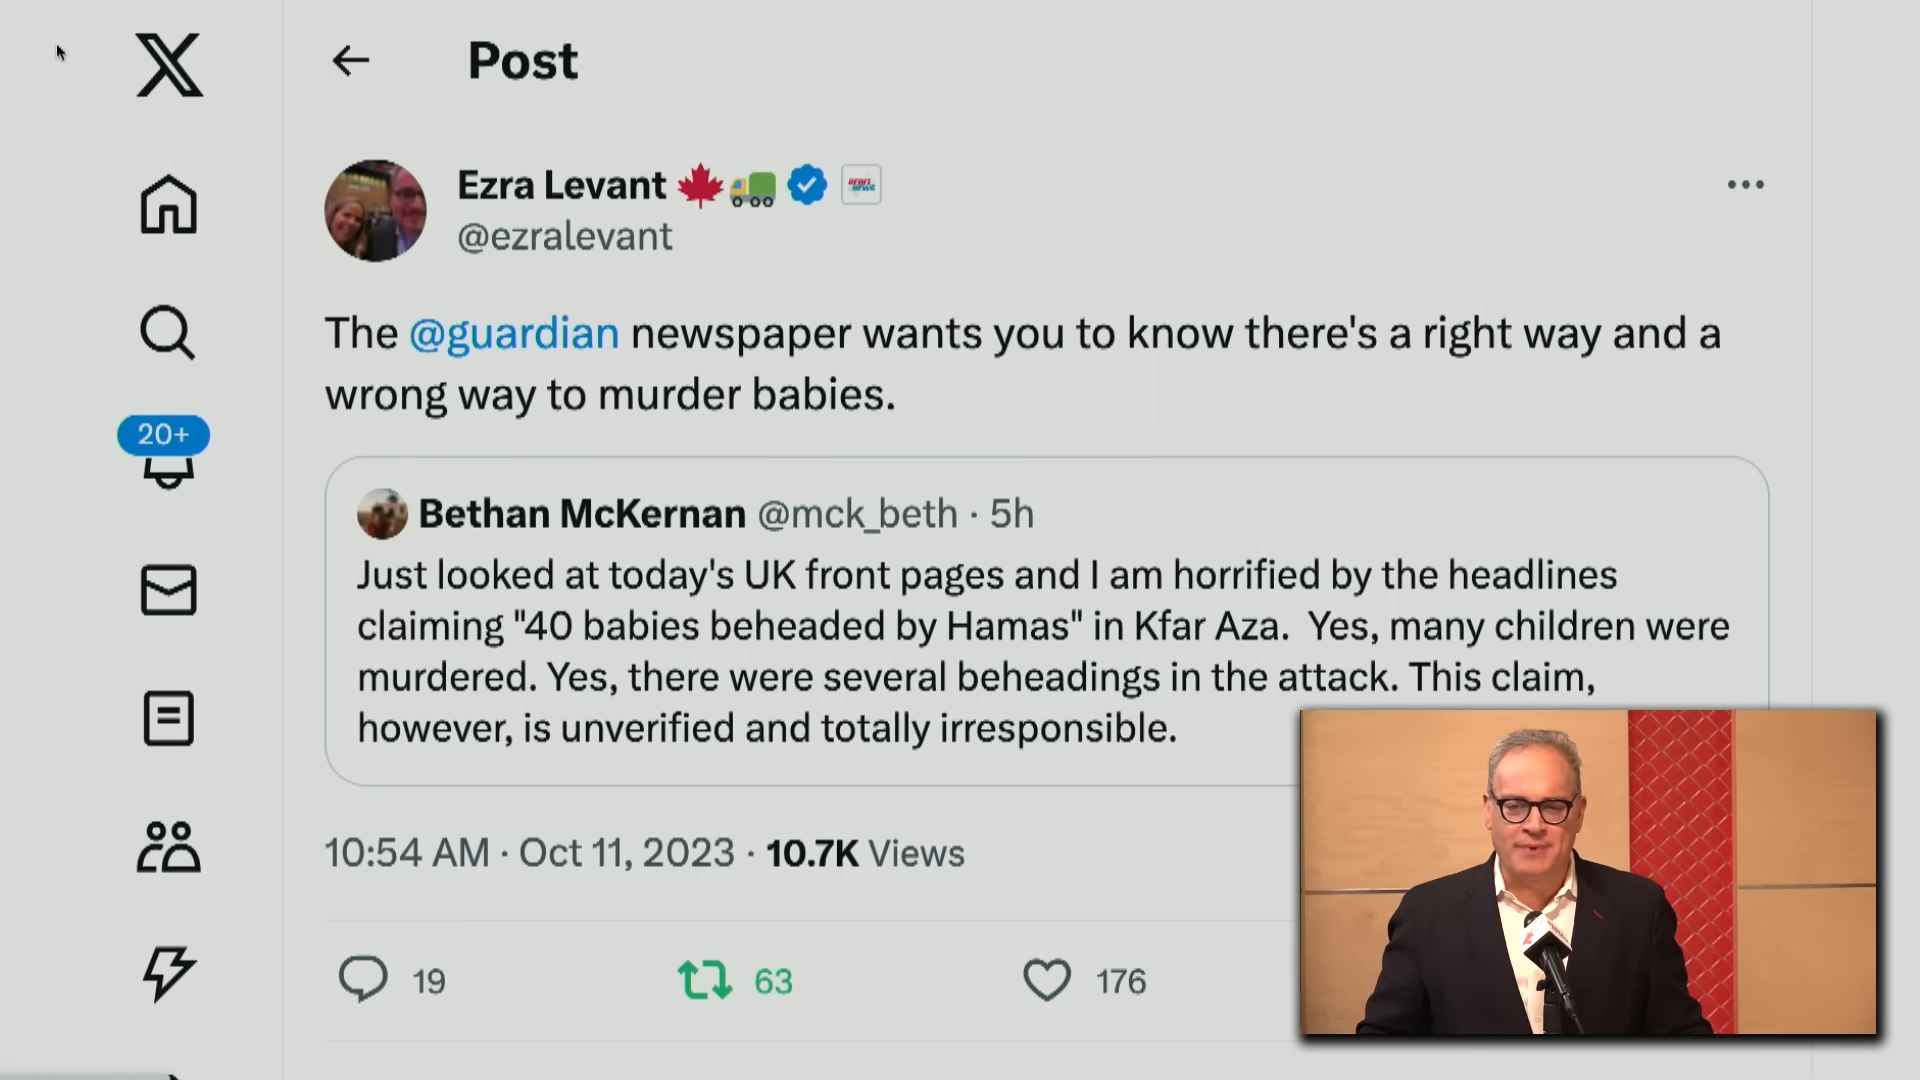 Post
Ezra Levant
REBEL NEWS
@ezralevant
The @guardian newspaper wants you to know there's a right way and a
wrong way to murder babies.
20+
Bethan McKernan @mck_beth · 5h
Just looked at today's UK front pages and I am horrified by the headlines
claiming "40 babies beheaded by Hamas" in Kfar Aza. Yes, many children were
murdered. Yes, there were several beheadings in the attack. This claim,
however, is unverified and totally irresponsible.
10:54 AM · Oct 11, 2023 · 10.7K Views
19
63
176